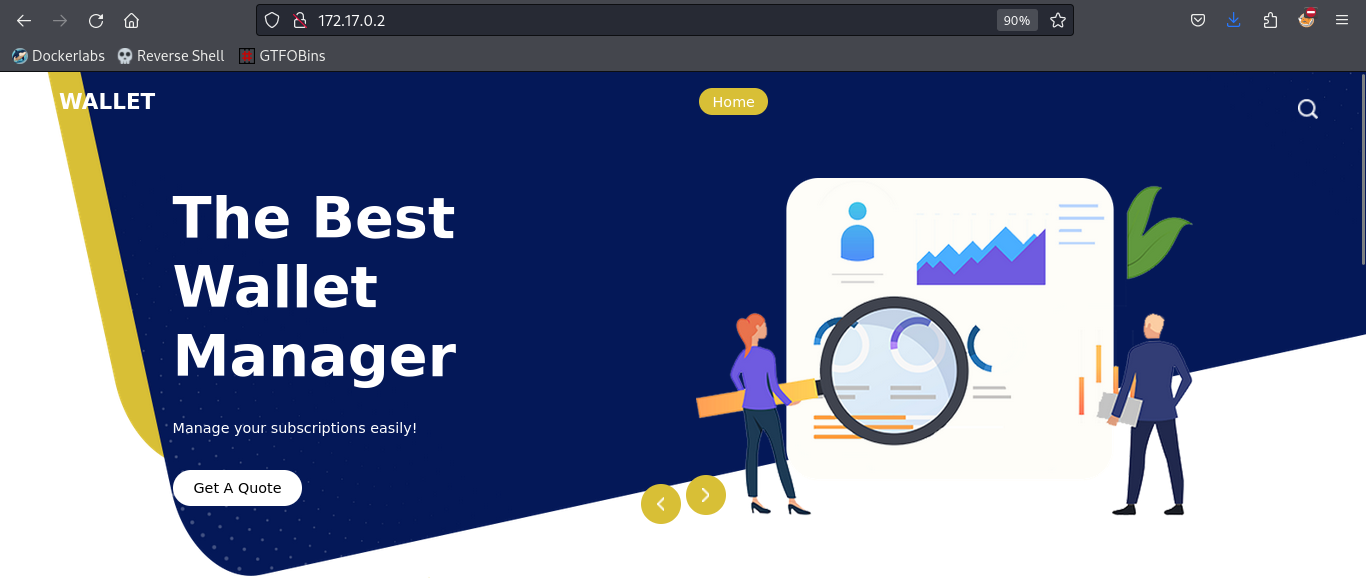 172.17.0.2
90%
Dockerlabs
Reverse Shell
GTFOBins
WALLET
Home
The Best
Wallet
Manager
Manage your subscriptions easily!
Get A Quote